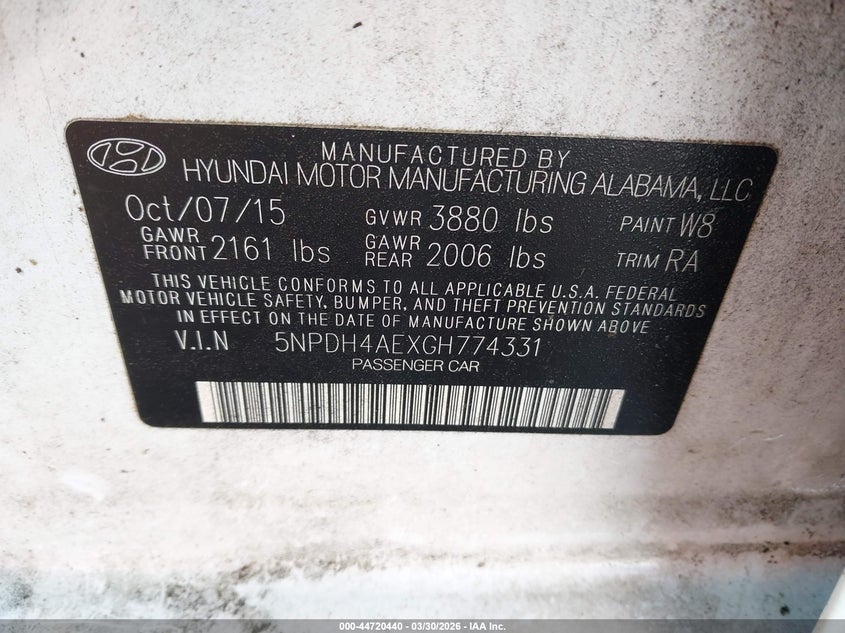 MANUFACTURED BY
HYUNDAI MOTOR MANUFACTURING ALABAMA, LLC
Oct/07/15 GVWR 3880 lbs PAINT W8
GAWR FRONT 2161 lbs GAWR REAR 2006 lbs TRIM RA
THIS VEHICLE CONFORMS TO ALL APPLICABLE U.S.A. FEDERAL
MOTOR VEHICLE SAFETY, BUMPER, AND THEFT PREVENTION STANDARDS
IN EFFECT ON THE DATE OF MANUFACTURE SHOWN ABOVE
V.I.N 5NPDH4AEXGH774331
PASSENGER CAR
000-44720440 - 03/30/2026 - IAA Inc.